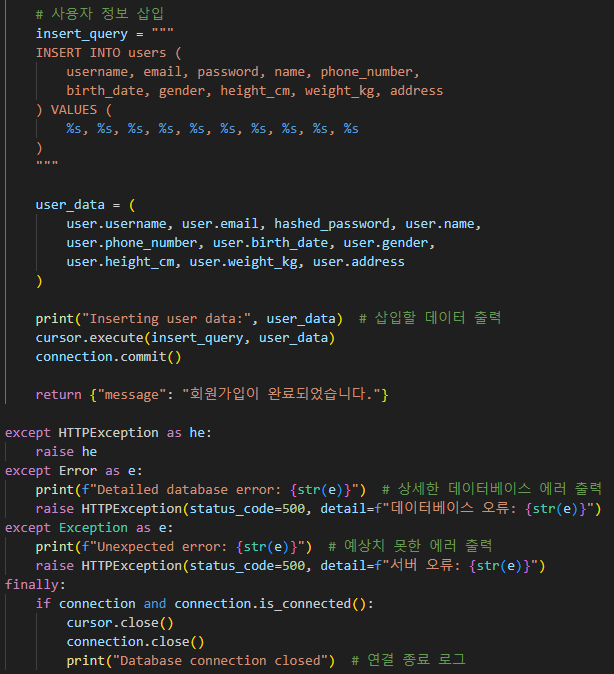 # 사용자 정보 삽입
insert_query = """
INSERT INTO users (
username, email, password, name, phone_number,
birth_date, gender, height_cm, weight_kg, address
) VALUES (
%s, %s, %s, %s, %s, %s, %s, %s, %s, %s
)
"""
user_data = (
user.username, user.email, hashed_password, user.name,
user.phone_number, user.birth_date, user.gender,
user.height_cm, user.weight_kg, user.address
)
print("Inserting user data:", user_data)  # 삽입할 데이터 출력
cursor.execute(insert_query, user_data)
connection.commit()
return {"message": "회원가입이 완료되었습니다."}
except HTTPException as he:
raise he
except Error as e:
print(f"Detailed database error: {str(e)}")  # 상세한 데이터베이스 에러 출력
raise HTTPException(status_code=500, detail=f"데이터베이스 오류: {str(e)}")
except Exception as e:
print(f"Unexpected error: {str(e)}")  # 예상치 못한 에러 출력
raise HTTPException(status_code=500, detail=f"서버 오류: {str(e)}")
finally:
if connection and connection.is_connected():
cursor.close()
connection.close()
print("Database connection closed")  # 연결 종료 로그